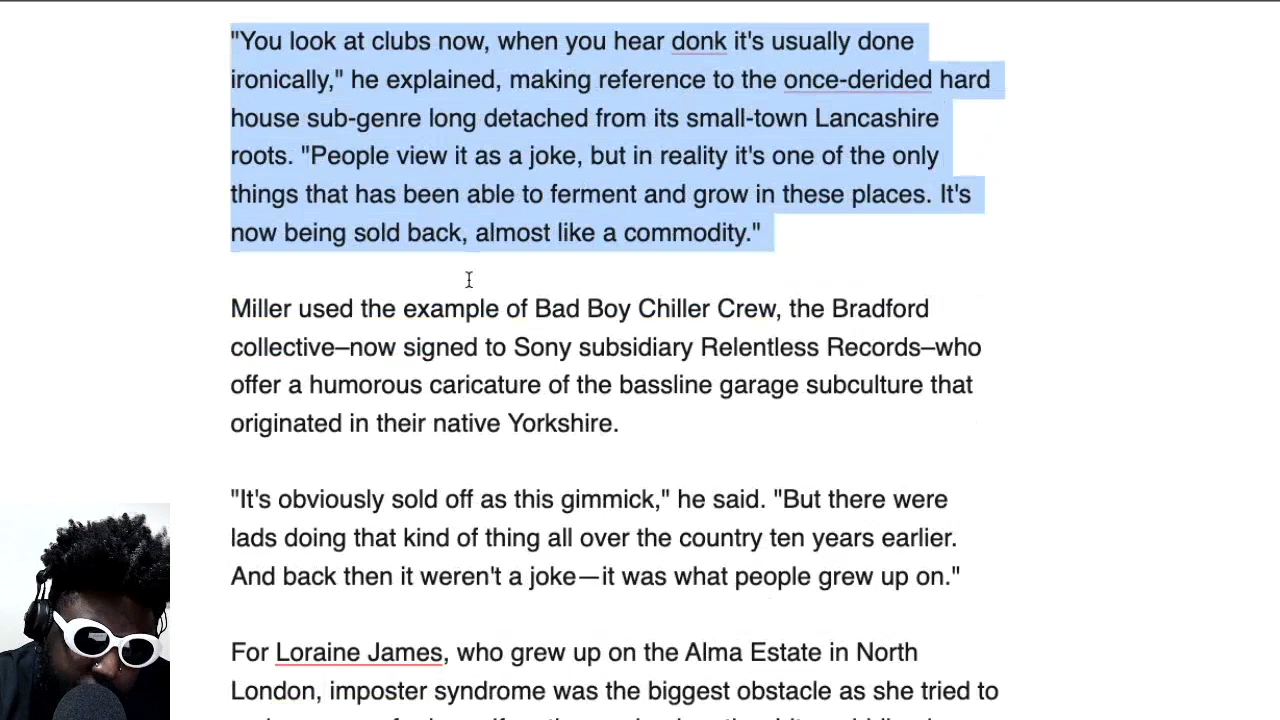 "You look at clubs now, when you hear donk it's usually done
ironically," he explained, making reference to the once-derided hard
house sub-genre long detached from its small-town Lancashire
roots. "People view it as a joke, but in reality it's one of the only
things that has been able to ferment and grow in these places. It's
now being sold back, almost like a commodity."
Miller used the example of Bad Boy Chiller Crew, the Bradford
collective–now signed to Sony subsidiary Relentless Records–who
offer a humorous caricature of the bassline garage subculture that
originated in their native Yorkshire.
"It's obviously sold off as this gimmick," he said. "But there were
lads doing that kind of thing all over the country ten years earlier.
And back then it weren't a joke—it was what people grew up on."
For Loraine James, who grew up on the Alma Estate in North
London, imposter syndrome was the biggest obstacle as she tried to